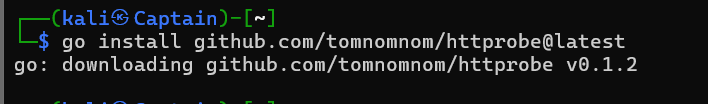 ┌──(kali㉿Captain)-[~]
└─$ go install github.com/tomnomnom/httprobe@latest
go: downloading github.com/tomnomnom/httprobe v0.1.2